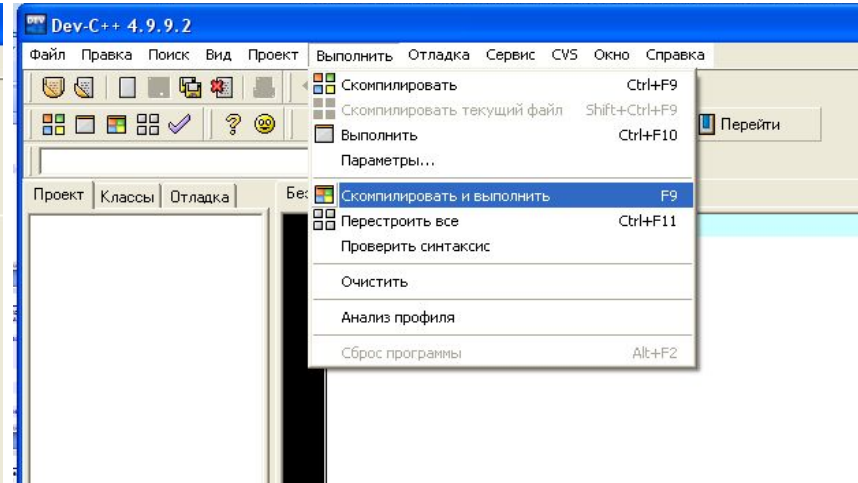 Dev-C++ 4.9.9.2
Файл Правка Поиск Вид Проект Выполнить Отладка Сервис CVS Окно Справка
Скомпилировать Ctrl+F9
Скомпилировать текущий файл Shift+Ctrl+F9
Выполнить Ctrl+F10
Перейти
Параметры...
Проект Классы Отладка
Скомпилировать и выполнить F9
Перестроить все Ctrl+F11
Проверить синтаксис
Очистить
Анализ профиля
Сброс программы Alt+F2